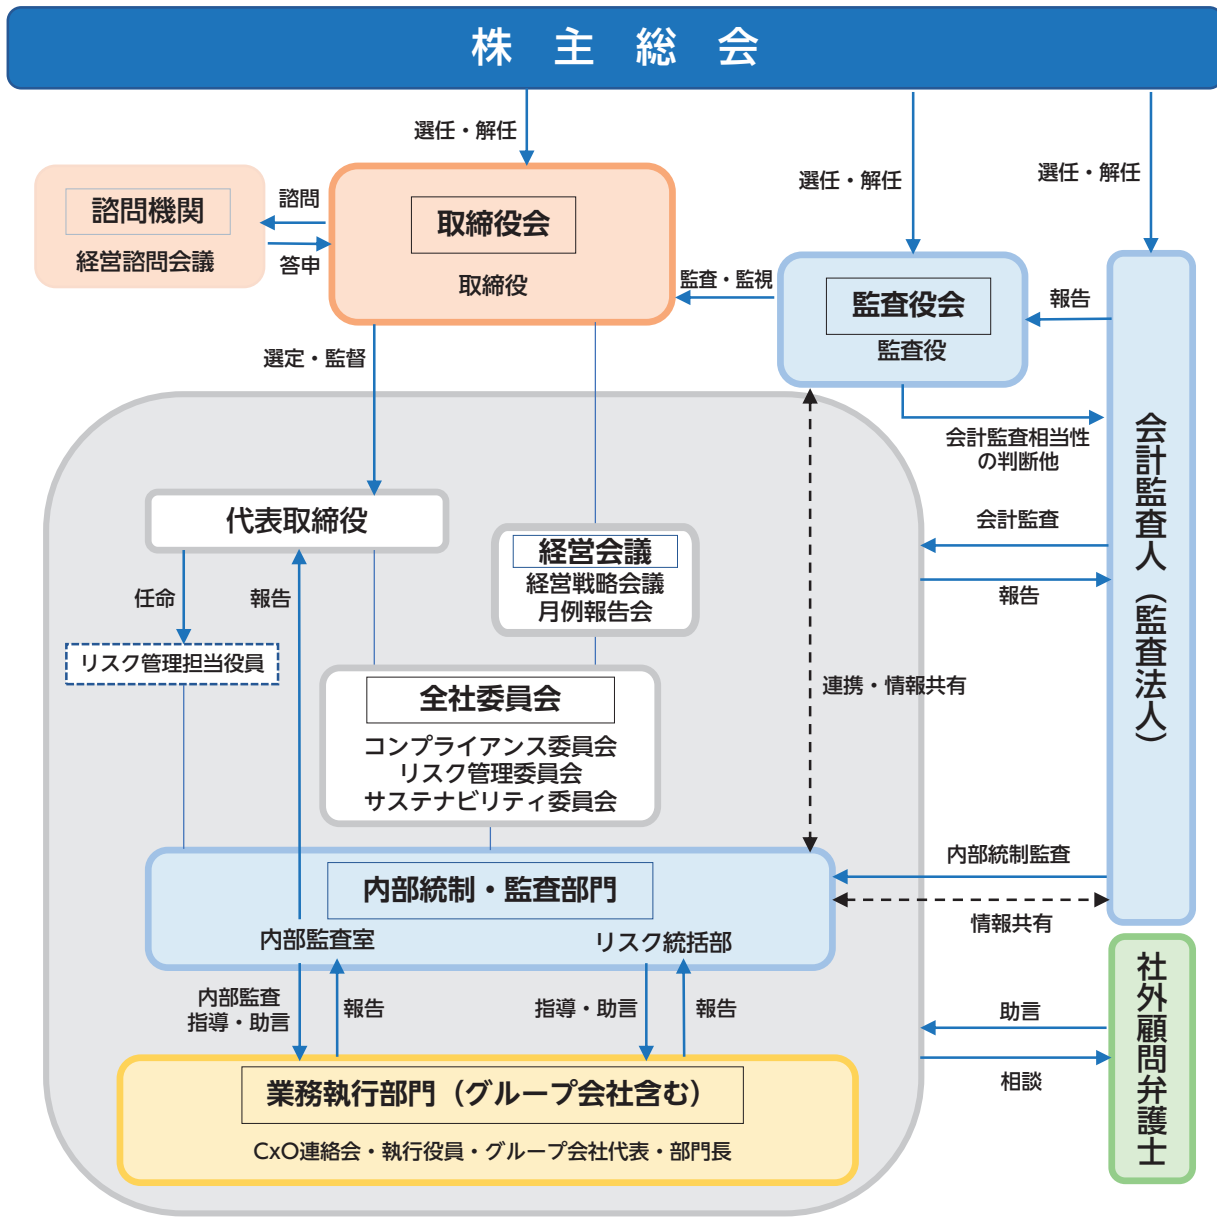 株主総会
選任・解任
選任・解任
選任・解任
諮問機関
経営諮問会議
諮問
答申
取締役会
取締役
監査・監視
監査役会
監査役
報告
会計監査人（監査法人）
選定・監督
会計監査相当性
の判断他
代表取締役
会計監査
報告
経営会議
経営戦略会議
月例報告会
任命
報告
リスク管理担当役員
全社委員会
コンプライアンス委員会
リスク管理委員会
サステナビリティ委員会
連携・情報共有
内部統制・監査部門
内部監査室
リスク統括部
内部統制監査
情報共有
内部監査
指導・助言
報告
指導・助言
報告
社外顧問弁護士
助言
相談
業務執行部門（グループ会社含む）
CxO連絡会・執行役員・グループ会社代表・部門長